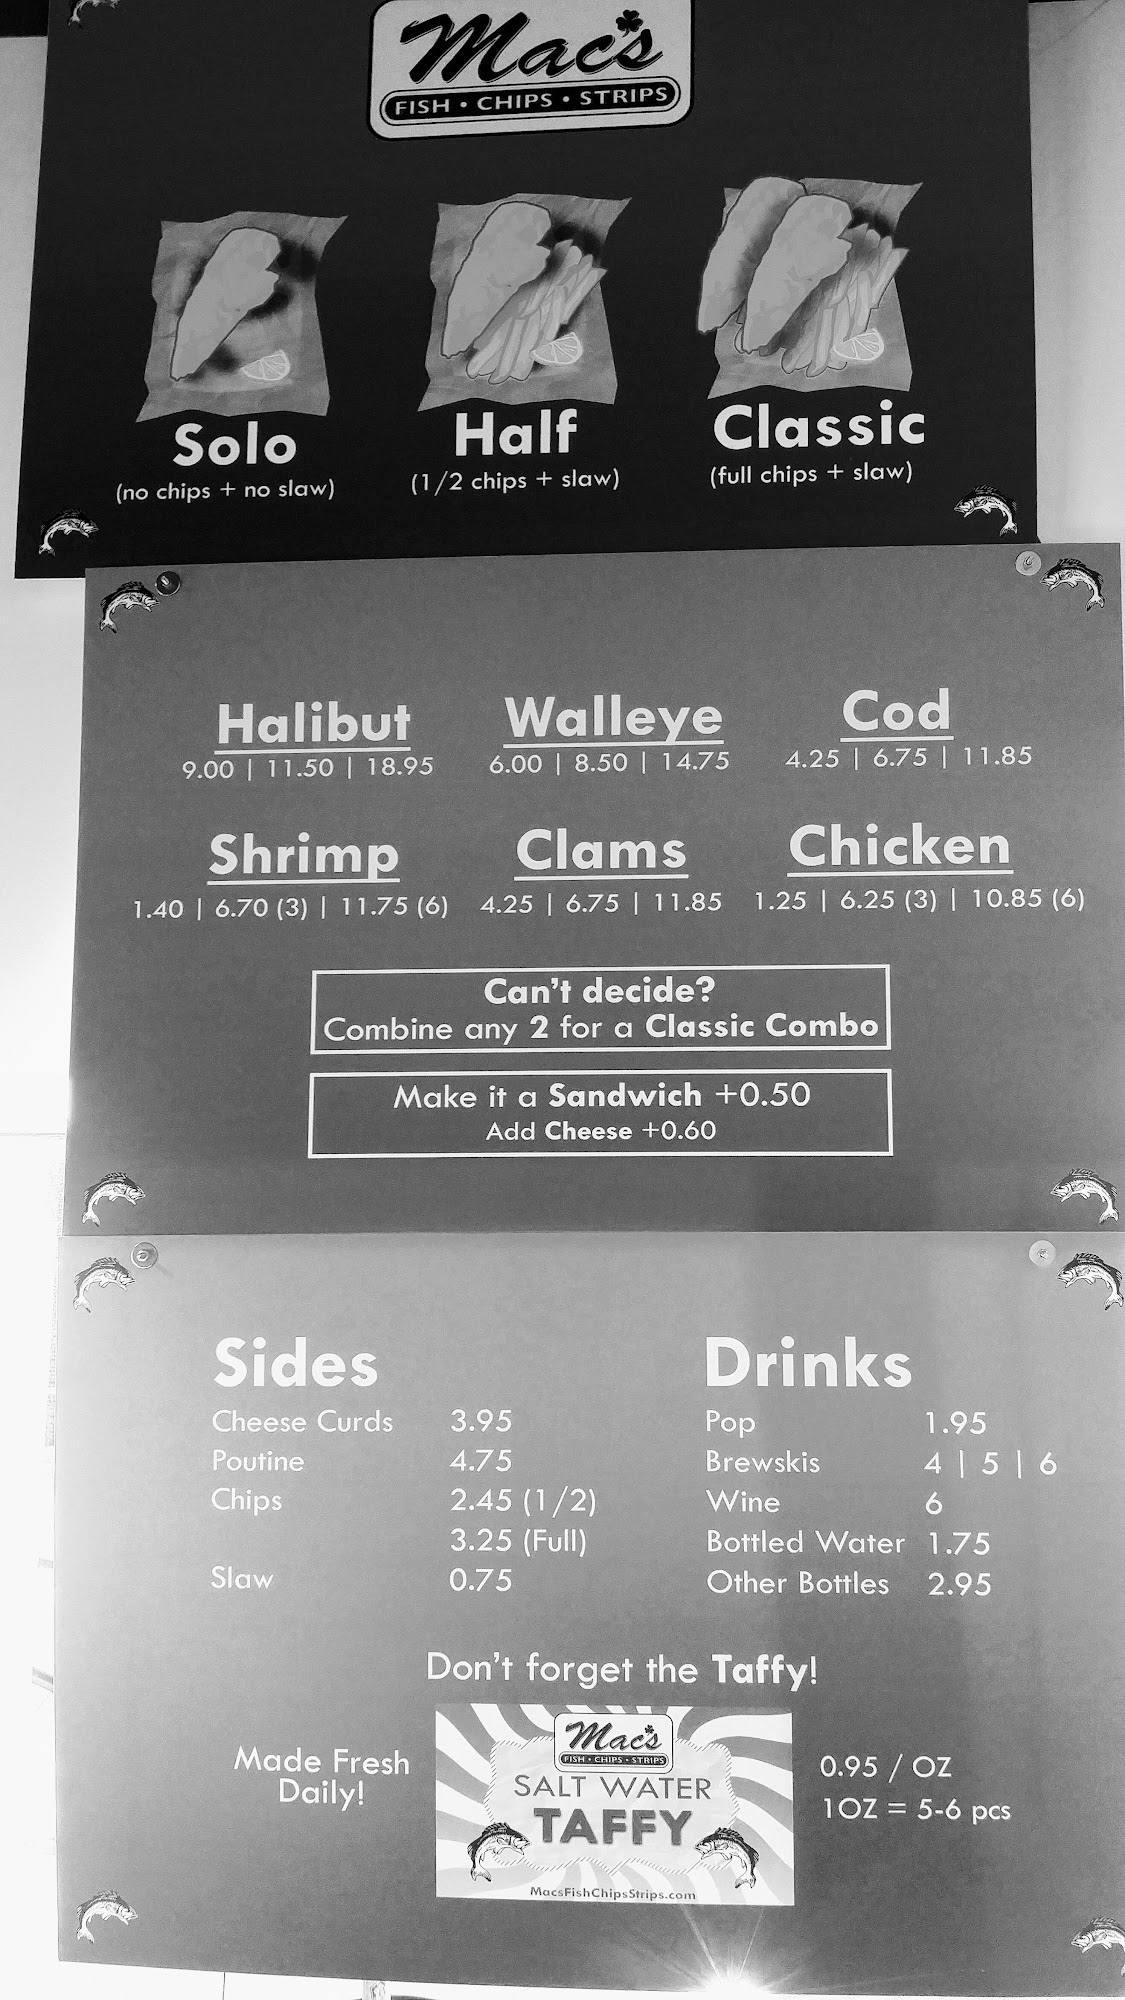 Mac's
FISH • CHIPS • STRIPS
Solo
(no chips + no slaw)
Half
(1/2 chips + slaw)
Classic
(full chips + slaw)
Halibut
9.00 | 11.50 | 18.95
Walleye
6.00 | 8.50 | 14.75
Cod
4.25 | 6.75 | 11.85
Shrimp
1.40 | 6.70 (3) | 11.75 (6)
Clams
4.25 | 6.75 | 11.85
Chicken
1.25 | 6.25 (3) | 10.85 (6)
Can't decide?
Combine any 2 for a Classic Combo
Make it a Sandwich +0.50
Add Cheese +0.60
Sides
Cheese Curds 3.95
Poutine 4.75
Chips 2.45 (1/2)
3.25 (Full)
Slaw 0.75
Drinks
Pop 1.95
Brewskis 4 | 5 | 6
Wine 6
Bottled Water 1.75
Other Bottles 2.95
Don't forget the Taffy!
Made Fresh
Daily!
Mac's
FISH • CHIPS • STRIPS
SALT WATER
TAFFY
MacsFishChipsStrips.com
0.95 / OZ
1OZ = 5-6 pcs